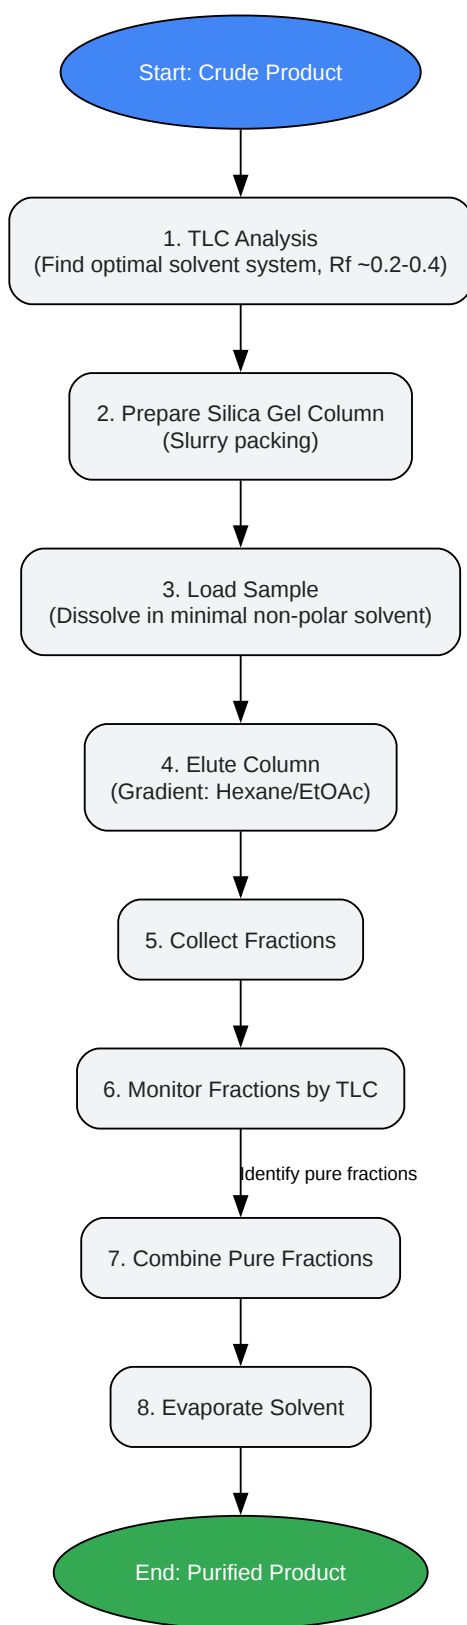 Start: Crude Product
1. TLC Analysis
(Find optimal solvent system, Rf ~0.2-0.4)
2. Prepare Silica Gel Column
(Slurry packing)
3. Load Sample
(Dissolve in minimal non-polar solvent)
4. Elute Column
(Gradient: Hexane/EtOAc)
5. Collect Fractions
6. Monitor Fractions by TLC
Identify pure fractions
7. Combine Pure Fractions
8. Evaporate Solvent
End: Purified Product